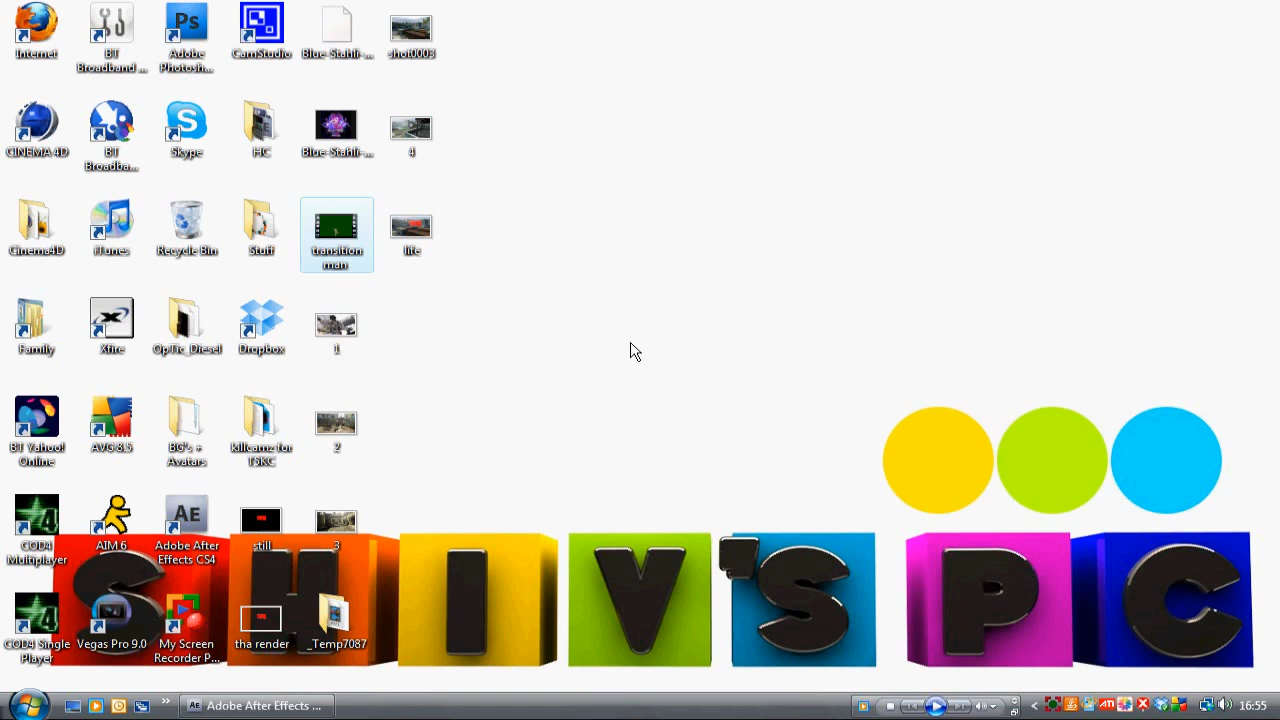 Internet
BT
Broadband ...
Adobe
Photosh...
CamStudio
Blue-Stahli-...
shot0003
CINEMA 4D
BT
Broadba...
Skype
HC
Blue-Stahli-...
4
Cinema4D
iTunes
Recycle Bin
Stuff
transition
man
life
Family
Xfire
OpTic_Diesel
Dropbox
1
BT Yahoo!
Online
AVG 8.5
BG's +
Avatars
killcamz for
TSKC
2
COD4
Multiplayer
AIM 6
Adobe After
Effects CS4
still
3
COD4 Single
Player
Vegas Pro 9.0
My Screen
Recorder P...
tha render
_Temp7087
SHIV'S PC
Adobe After Effects ...
16:55